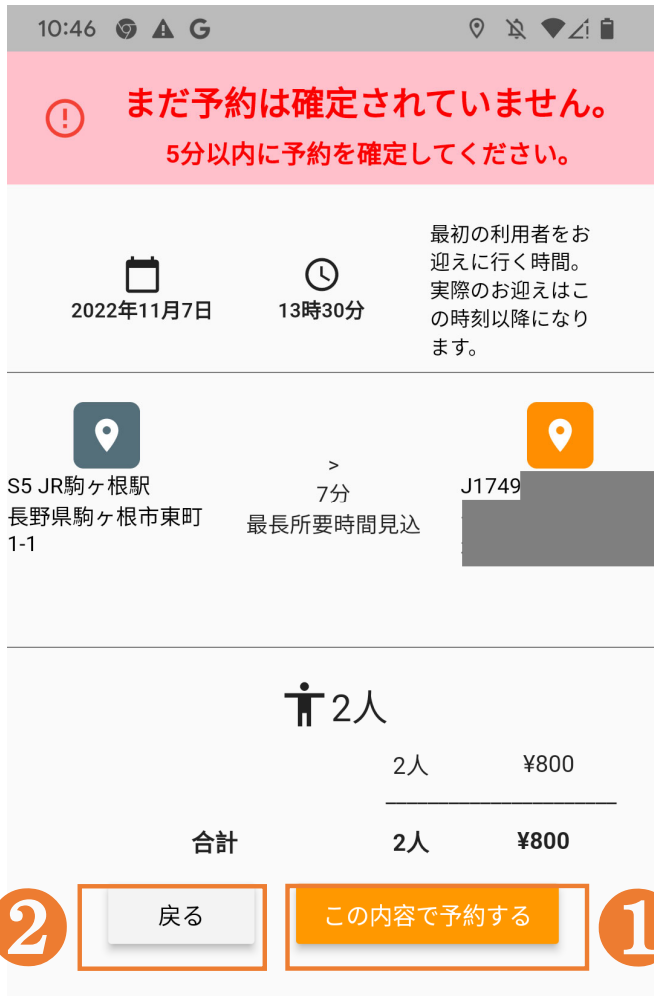 10:46
まだ予約は確定されていません。
5分以内に予約を確定してください。
2022年11月7日
13時30分
最初の利用者をお
迎えに行く時間。
実際のお迎えはこ
の時刻以降になり
ます。
S5 JR駒ヶ根駅
長野県駒ヶ根市東町
1-1
>
7分
最長所要時間見込
J1749
2人
2人 ¥800
合計 2人 ¥800
2 戻る この内容で予約する 1